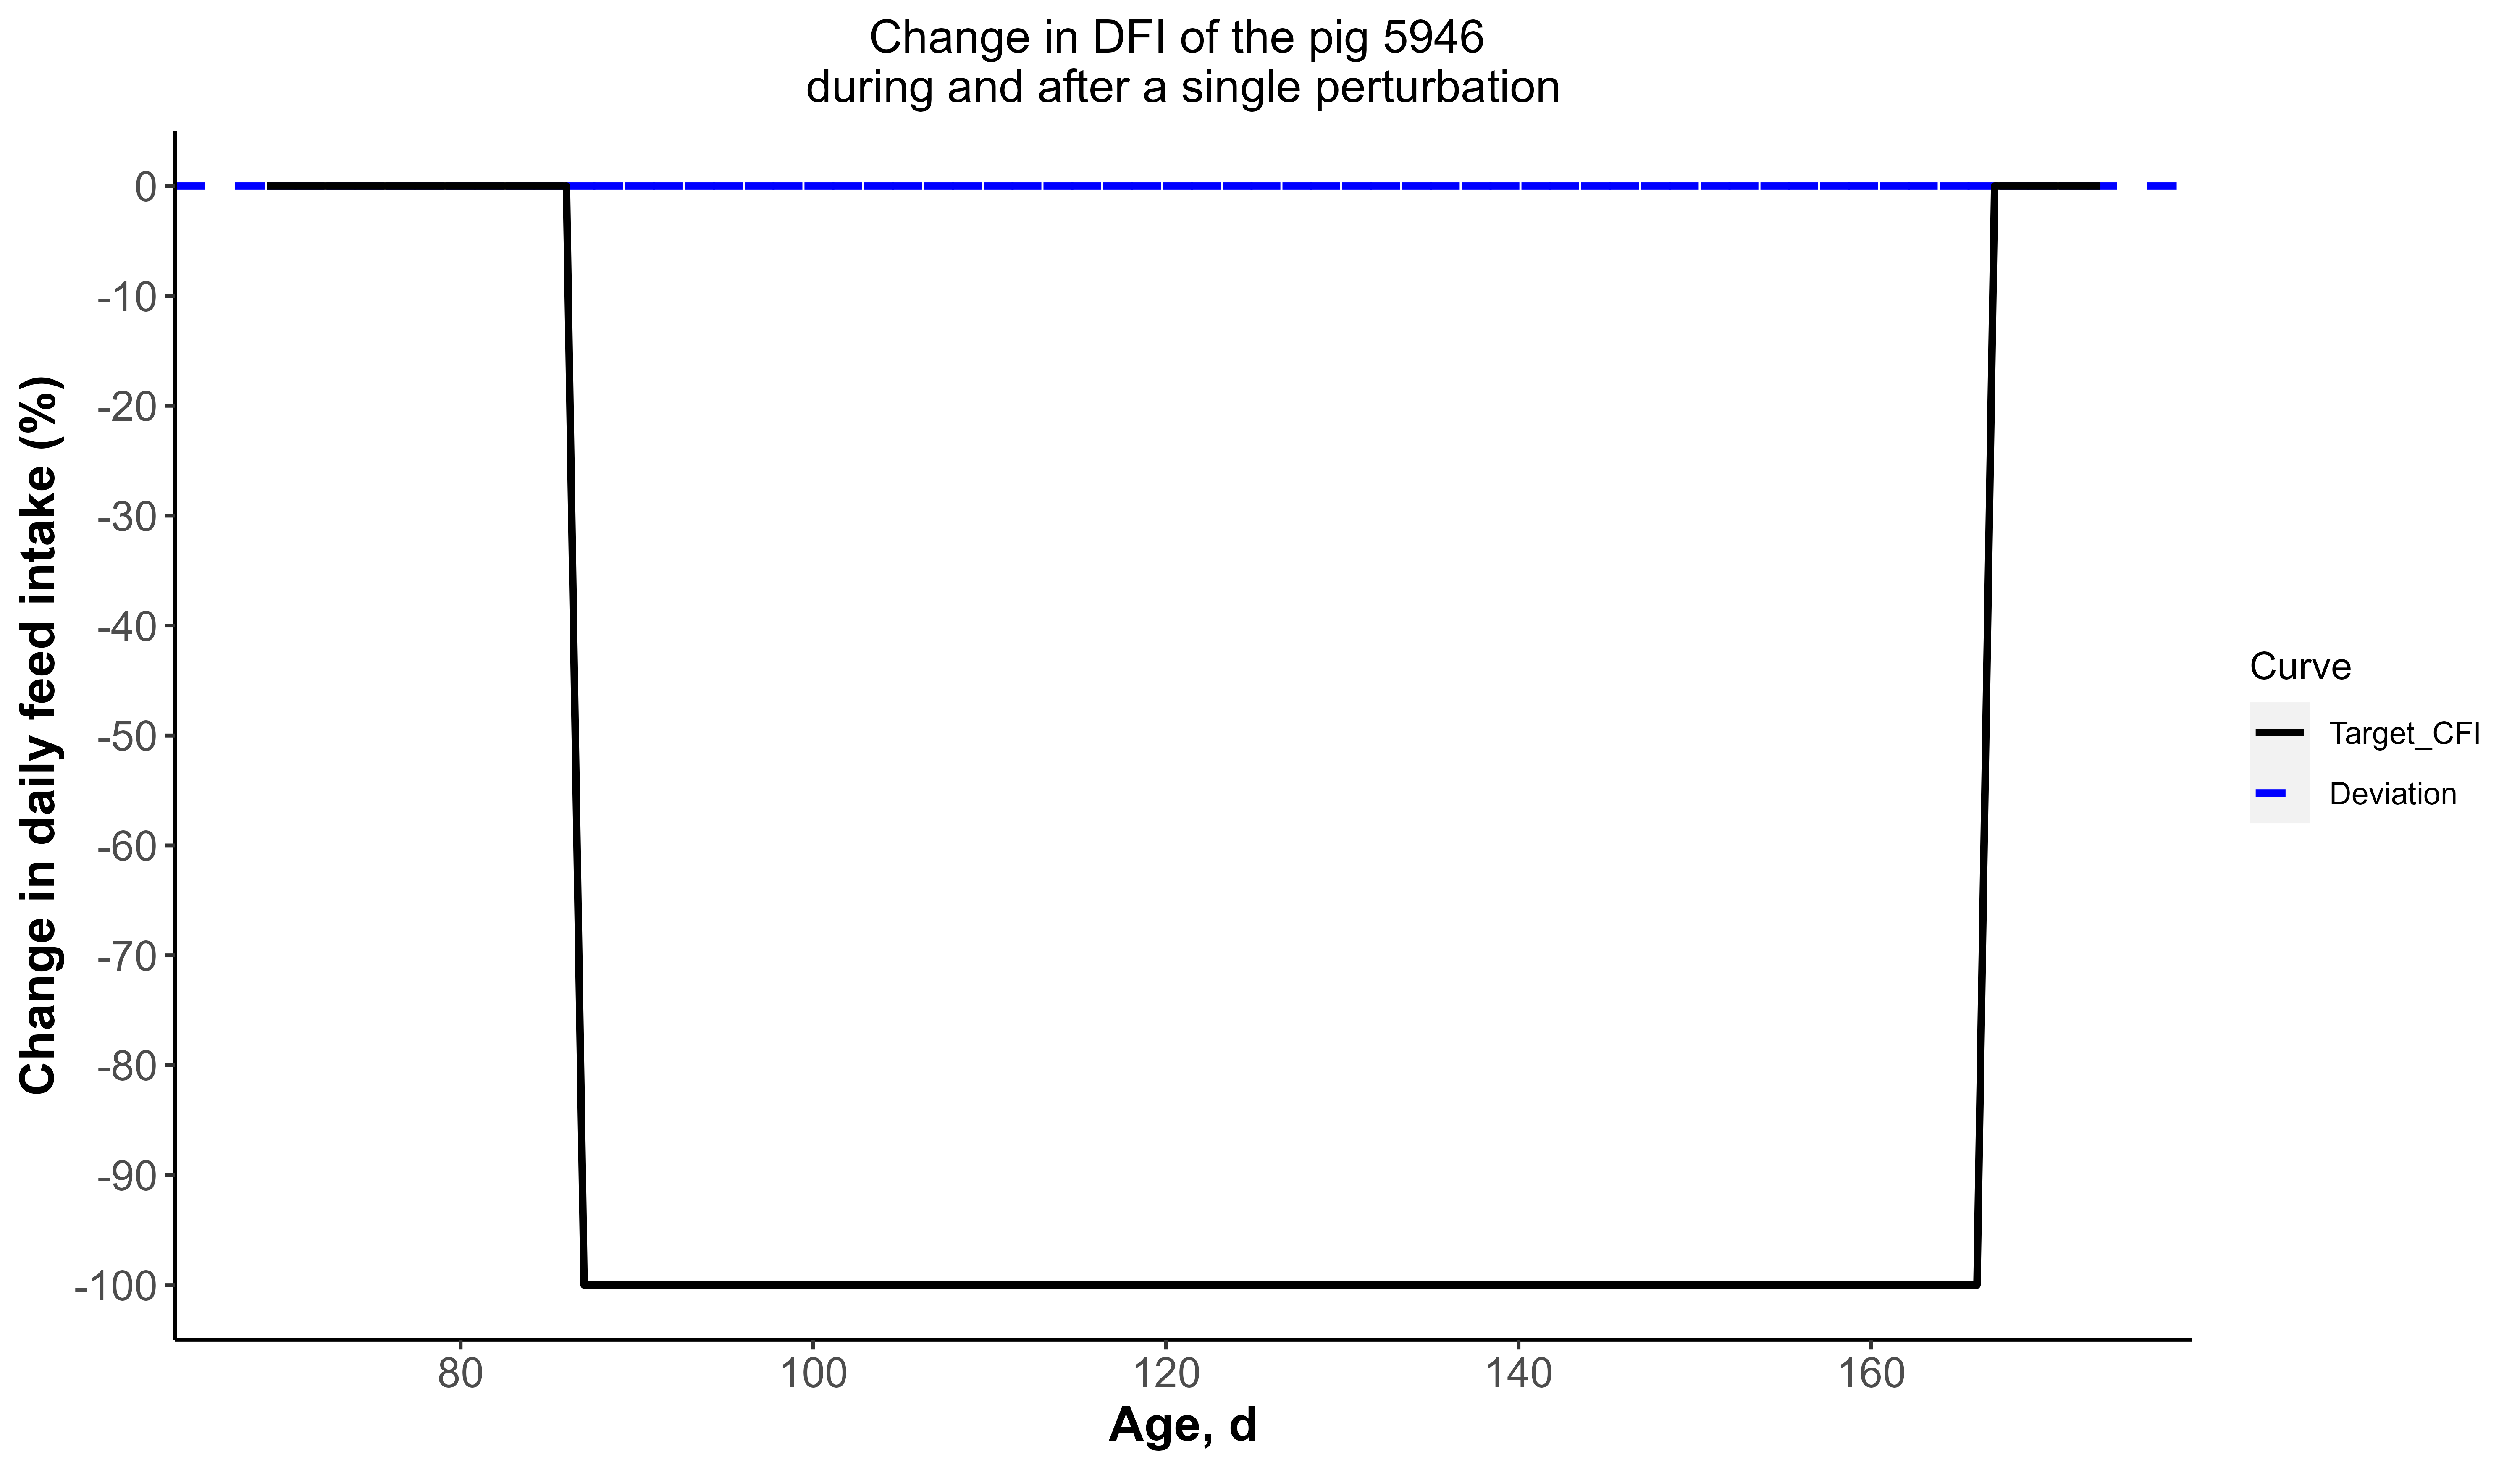 Change in DFI of the pig 5946
during and after a single perturbation
Change in daily feed intake (%)
0
-10
-20
-30
-40
-50
-60
-70
-80
-90
-100
80
100
120
140
160
Age, d
Curve
Target_CFI
Deviation